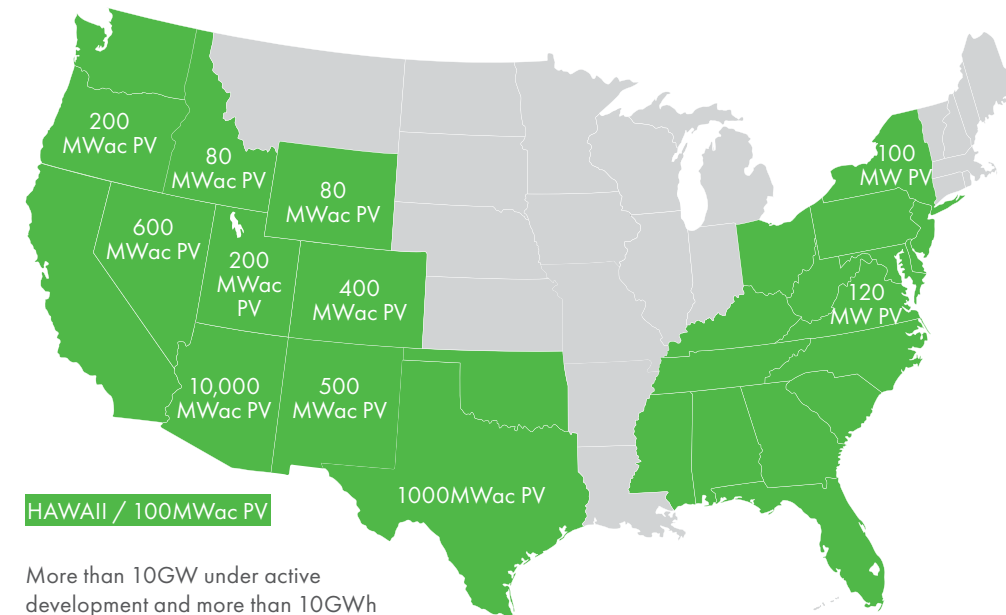 200
MWac PV
80
MWac PV
80
MWac PV
600
MWac PV
200
MWac
PV
400
MWac PV
10,000
MWac PV
500
MWac PV
1000MWac PV
100
MW PV
120
MW PV
HAWAII / 100MWac PV
More than 10GW under active
development and more than 10GWh